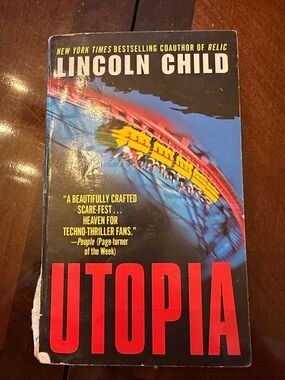 NEW YORK TIMES BESTSELLING COAUTHOR OF RELIC
LINCOLN CHILD
"A BEAUTIFULLY CRAFTED
SCARE-FEST . . .
HEAVEN FOR
TECHNO-THRILLER FANS."
—People (Page-turner
of the Week)
UTOPIA